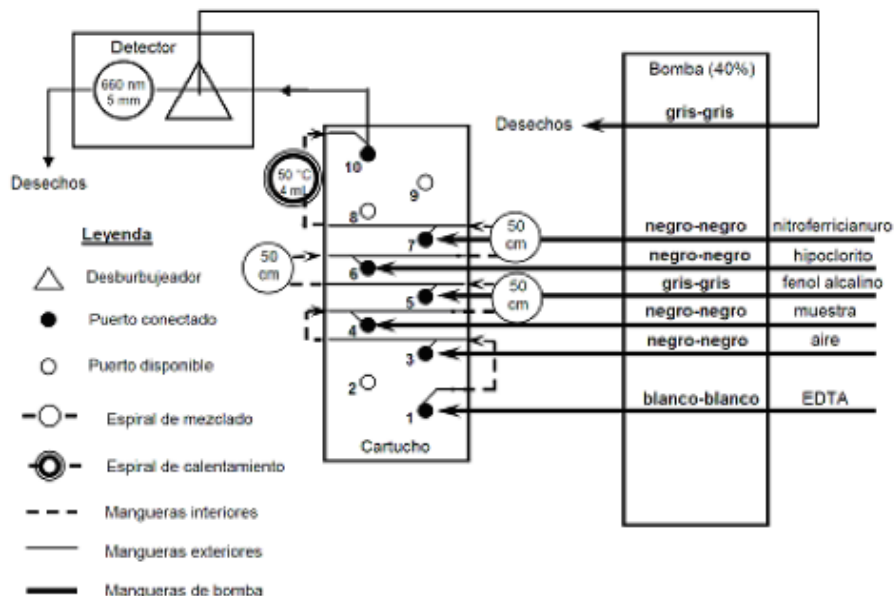 Detector
660 nm
5 mm
Desechos
Bomba (40%)
gris-gris
Desechos
10
50 °C
4 mL
9
8
50
cm
7
negro-negro
nitroferricianuro
50
cm
6
negro-negro
hipoclorito
50
cm
5
gris-gris
fenol alcalino
4
negro-negro
muestra
3
negro-negro
aire
2
1
blanco-blanco
EDTA
Cartucho
Leyenda
Desburbujeador
Puerto conectado
Puerto disponible
Espiral de mezclado
Espiral de calentamiento
Mangueras interiores
Mangueras exteriores
Mangueras de bomba